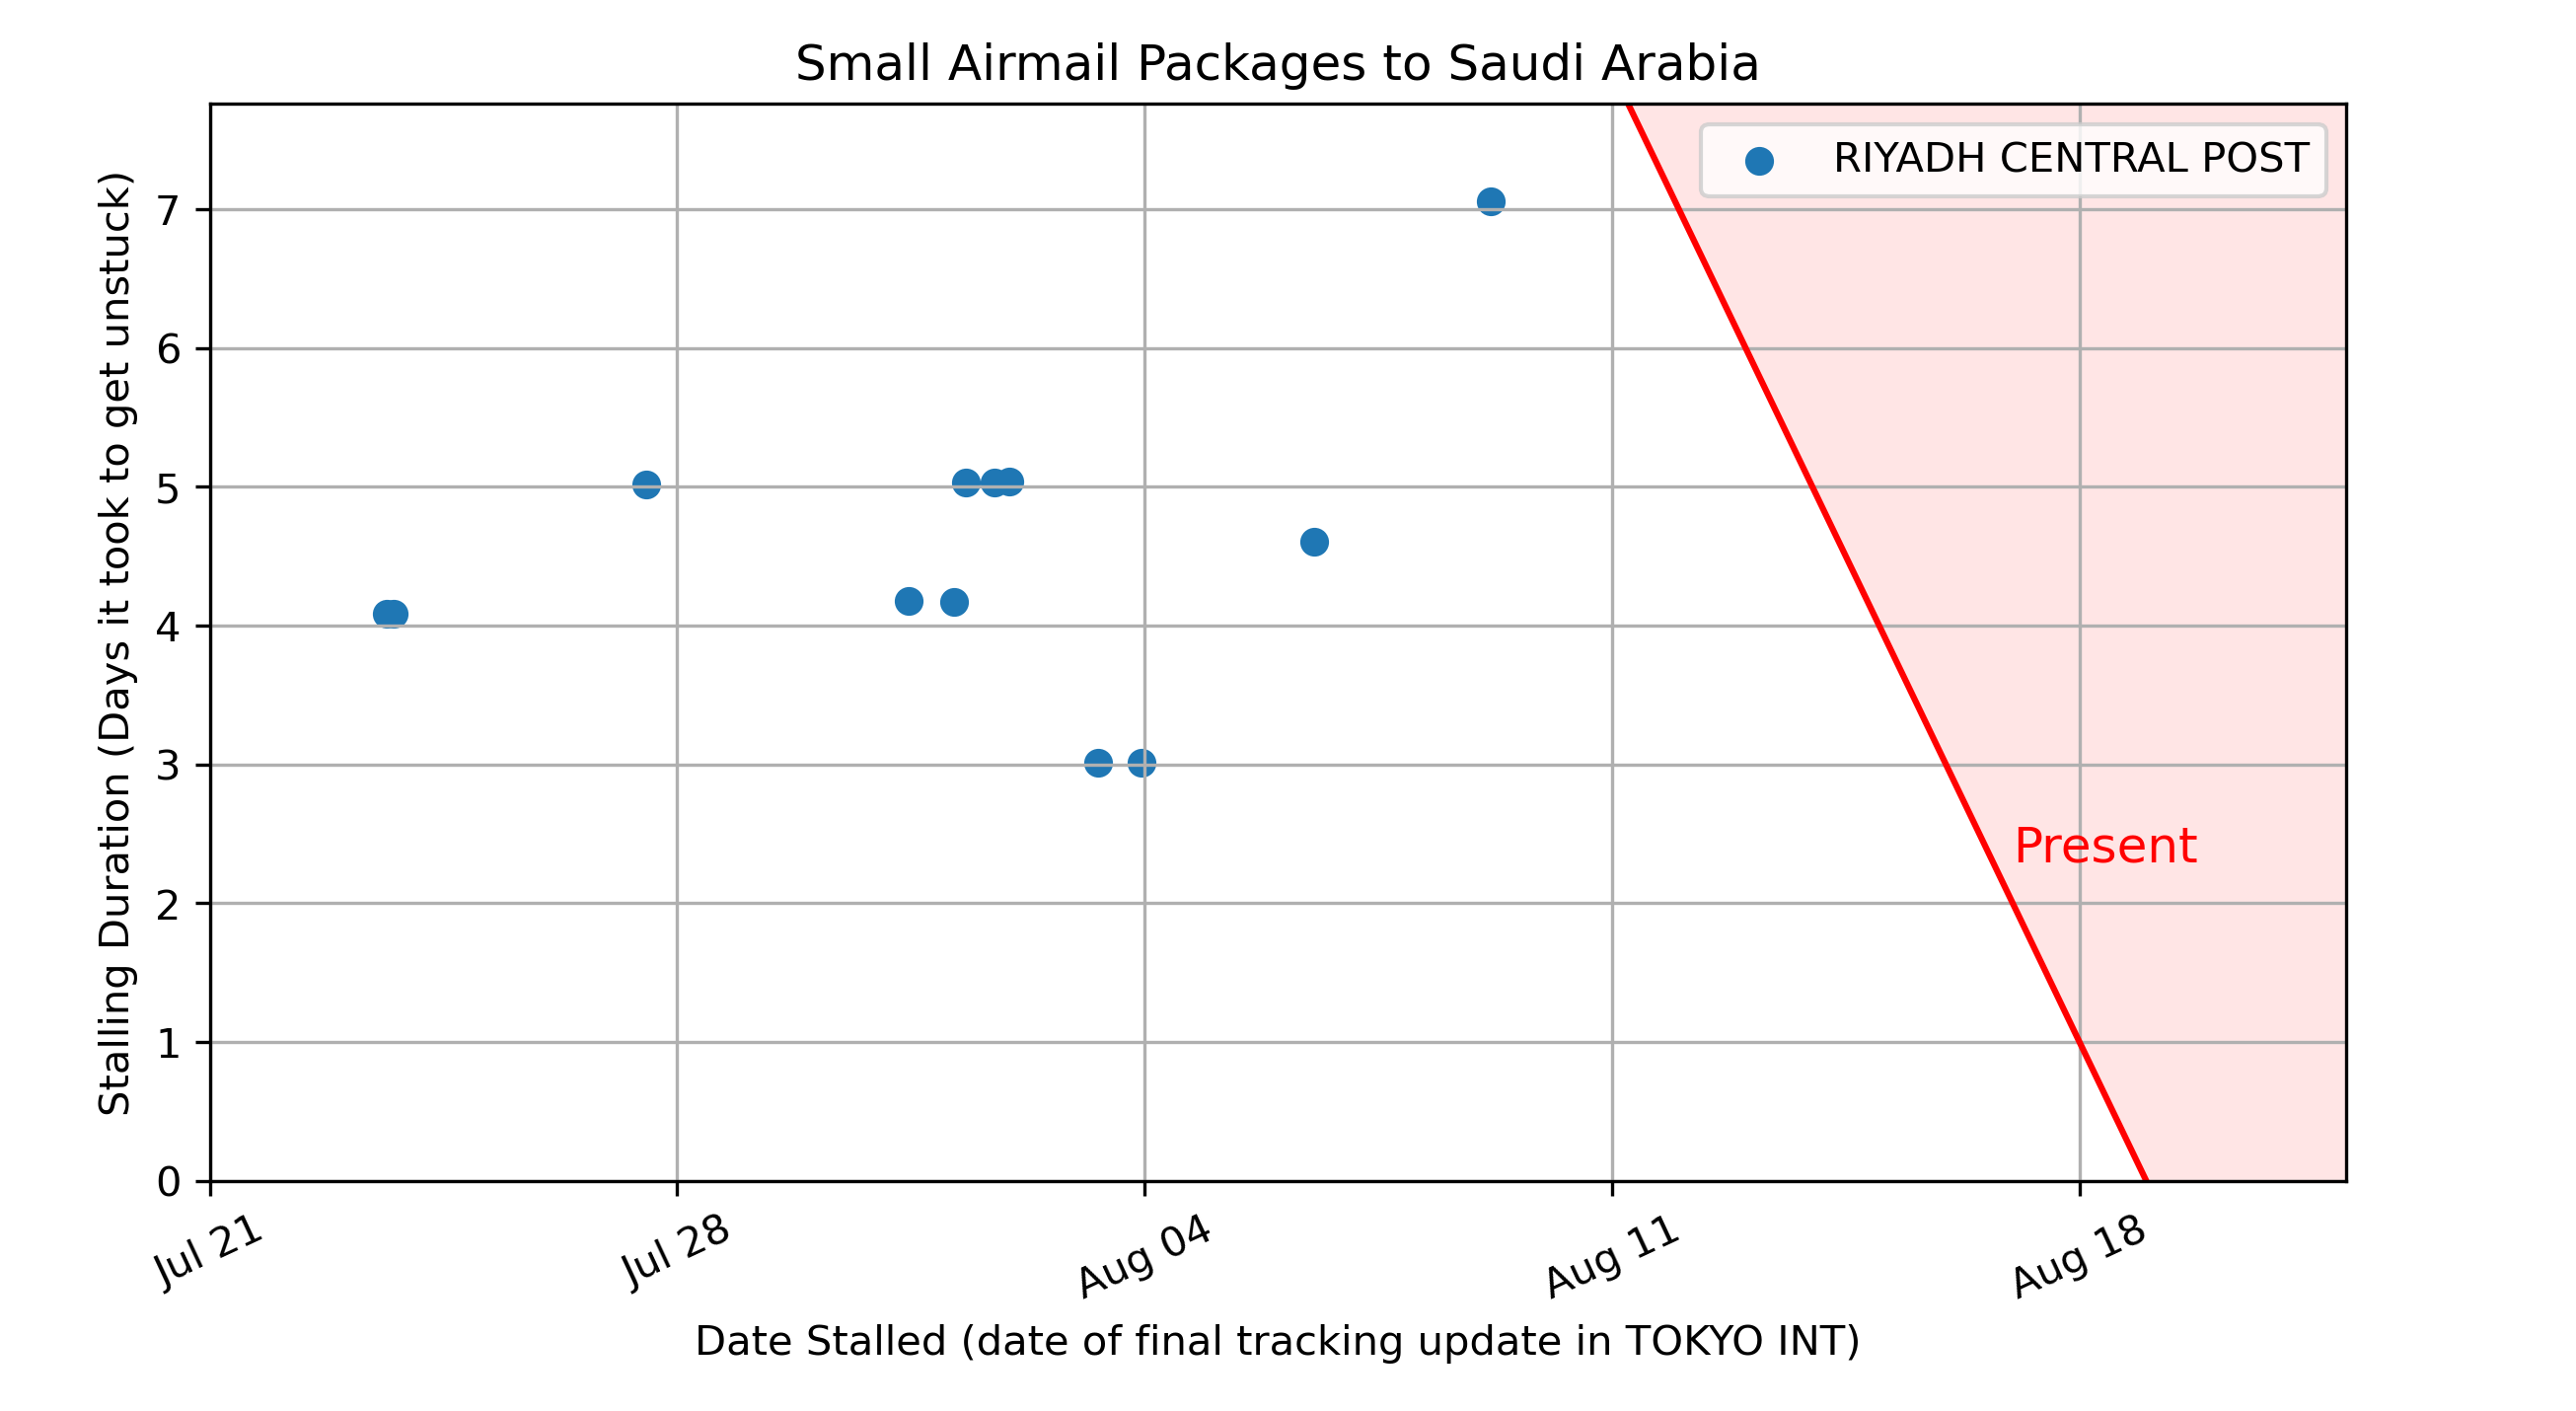 Small Airmail Packages to Saudi Arabia
RIYADH CENTRAL POST
Stalling Duration (Days it took to get unstuck)
7
6
5
4
3
2
1
0
Present
Jul 21
Jul 28
Aug 04
Aug 11
Aug 18
Date Stalled (date of final tracking update in TOKYO INT)